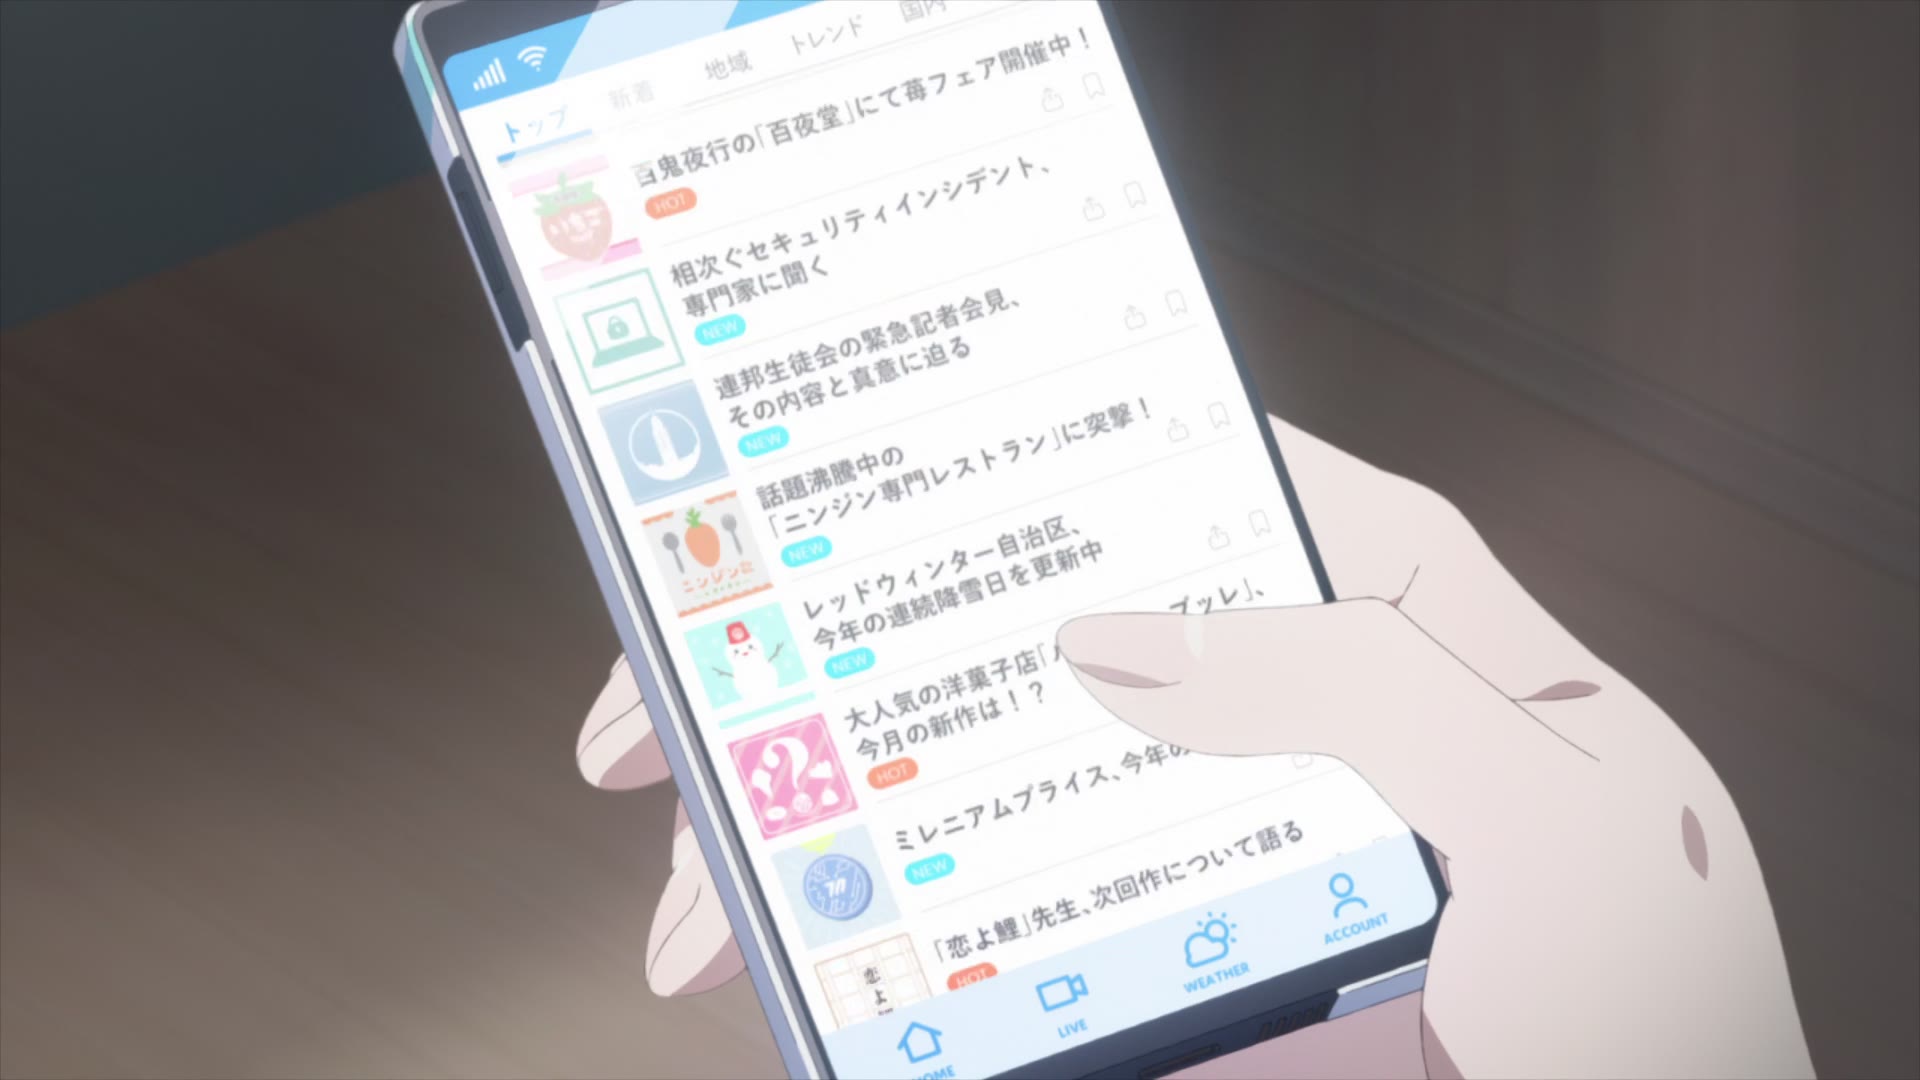 トップ 新着 地域 トレンド 国内
百鬼夜行の「百夜堂」にて苺フェア開催中！
HOT
いちご
相次ぐセキュリティインシデント、
専門家に聞く
NEW
連邦生徒会の緊急記者会見、
その内容と真意に迫る
NEW
話題沸騰中の
「ニンジン専門レストラン」に突撃！
NEW
ニンジン
レッドウィンター自治区、
今年の連続降雪日を更新中
NEW
大人気の洋菓子店「 プッレ」、
今月の新作は！？
HOT
ミレニアムプライス、今年の
NEW
「恋よ鯉」先生、次回作について語る
HOT
恋よ
HOME LIVE WEATHER ACCOUNT